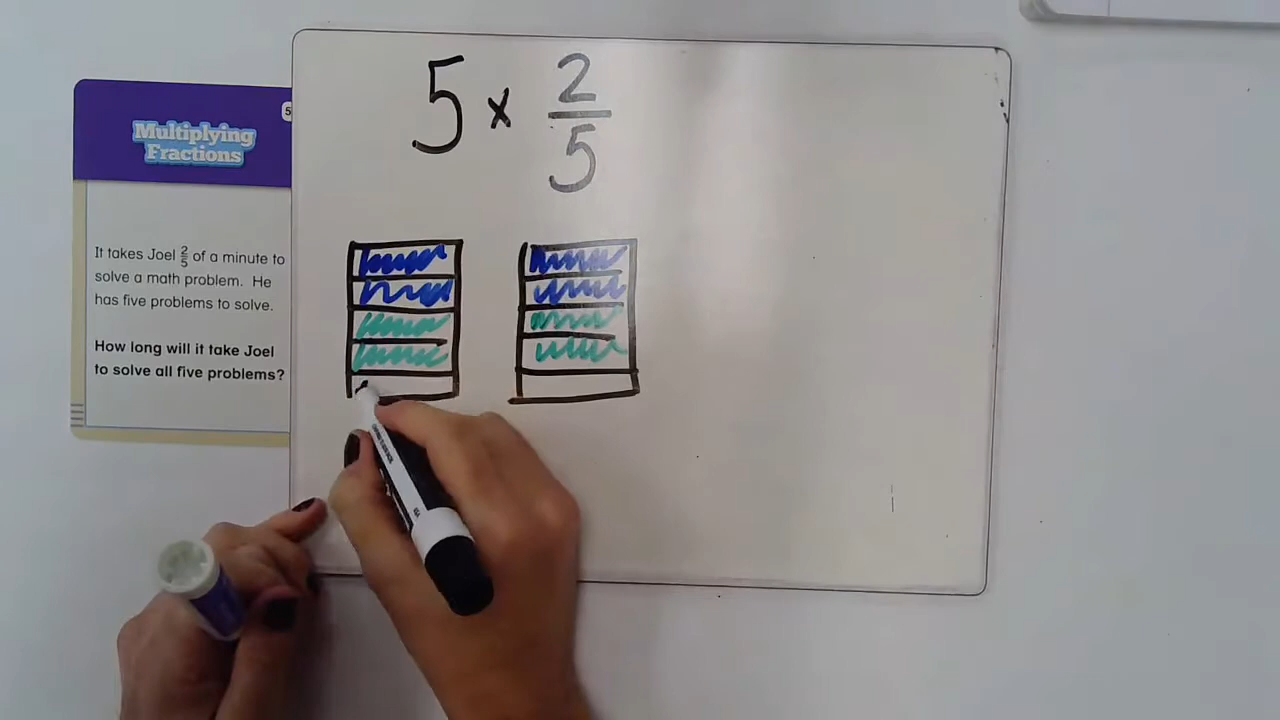 5 × 2/5
5
Multiplying
Fractions
It takes Joel 2/5 of a minute to
solve a math problem. He
has five problems to solve.
How long will it take Joel
to solve all five problems?